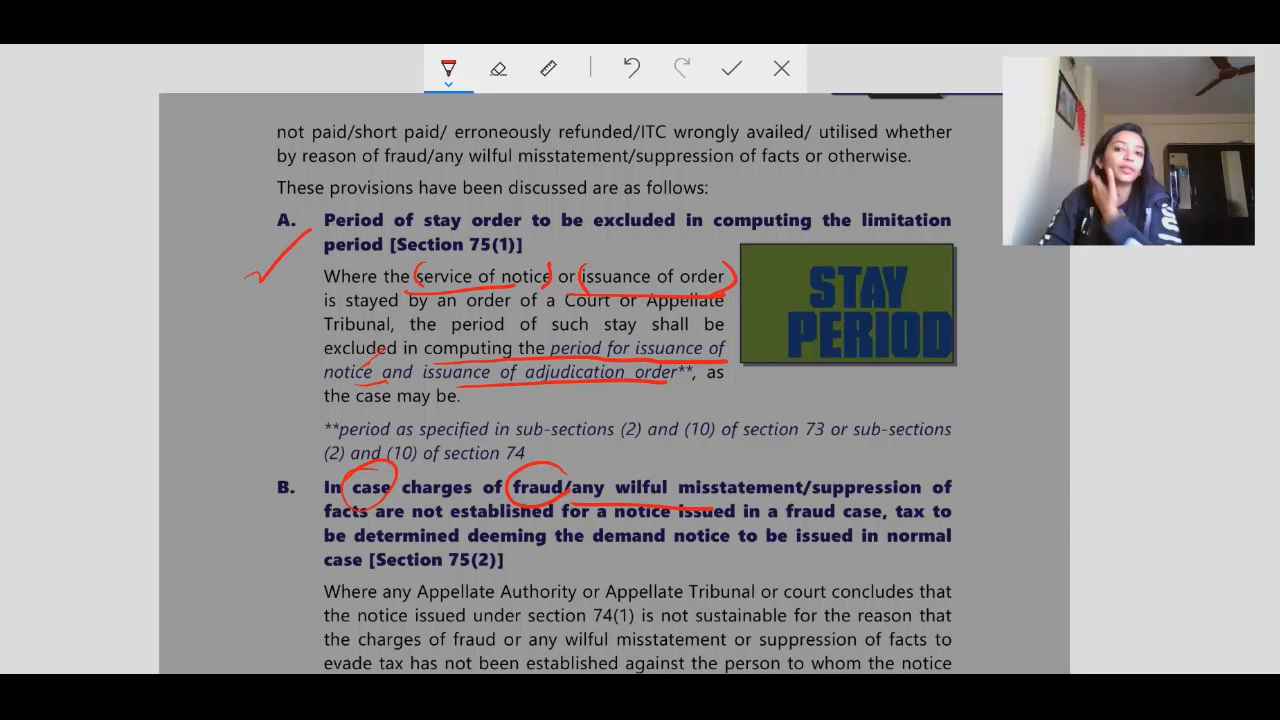 not paid/short paid/ erroneously refunded/ITC wrongly availed/ utilised whether
by reason of fraud/any wilful misstatement/suppression of facts or otherwise.
These provisions have been discussed are as follows:
A. Period of stay order to be excluded in computing the limitation
period [Section 75(1)]
Where the service of notice or issuance of order
is stayed by an order of a Court or Appellate
Tribunal, the period of such stay shall be
excluded in computing the period for issuance of
notice and issuance of adjudication order**, as
the case may be.
STAY
PERIOD
**period as specified in sub-sections (2) and (10) of section 73 or sub-sections
(2) and (10) of section 74
B. In case charges of fraud/any wilful misstatement/suppression of
facts are not established for a notice issued in a fraud case, tax to
be determined deeming the demand notice to be issued in normal
case [Section 75(2)]
Where any Appellate Authority or Appellate Tribunal or court concludes that
the notice issued under section 74(1) is not sustainable for the reason that
the charges of fraud or any wilful misstatement or suppression of facts to
evade tax has not been established against the person to whom the notice